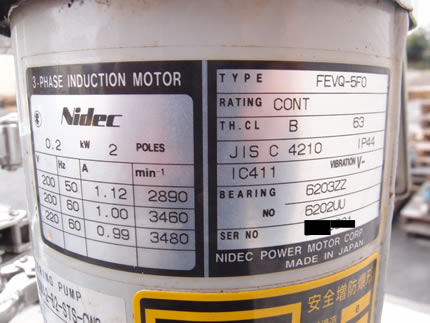 3-PHASE INDUCTION MOTOR
Nidec
0.2 kW 2 POLES
V Hz A min-1
200 50 1.12 2890
200 60 1.00 3460
220 60 0.99 3480
TYPE FEVQ-5F0
RATING CONT
TH.CL B 63
JIS C 4210 IP44
IC411 VIBRATION V-
BEARING 6203ZZ
NO 6202UU
SER NO
NIDEC POWER MOTOR CORP
MADE IN JAPAN
PUMP
安全増防爆形
e